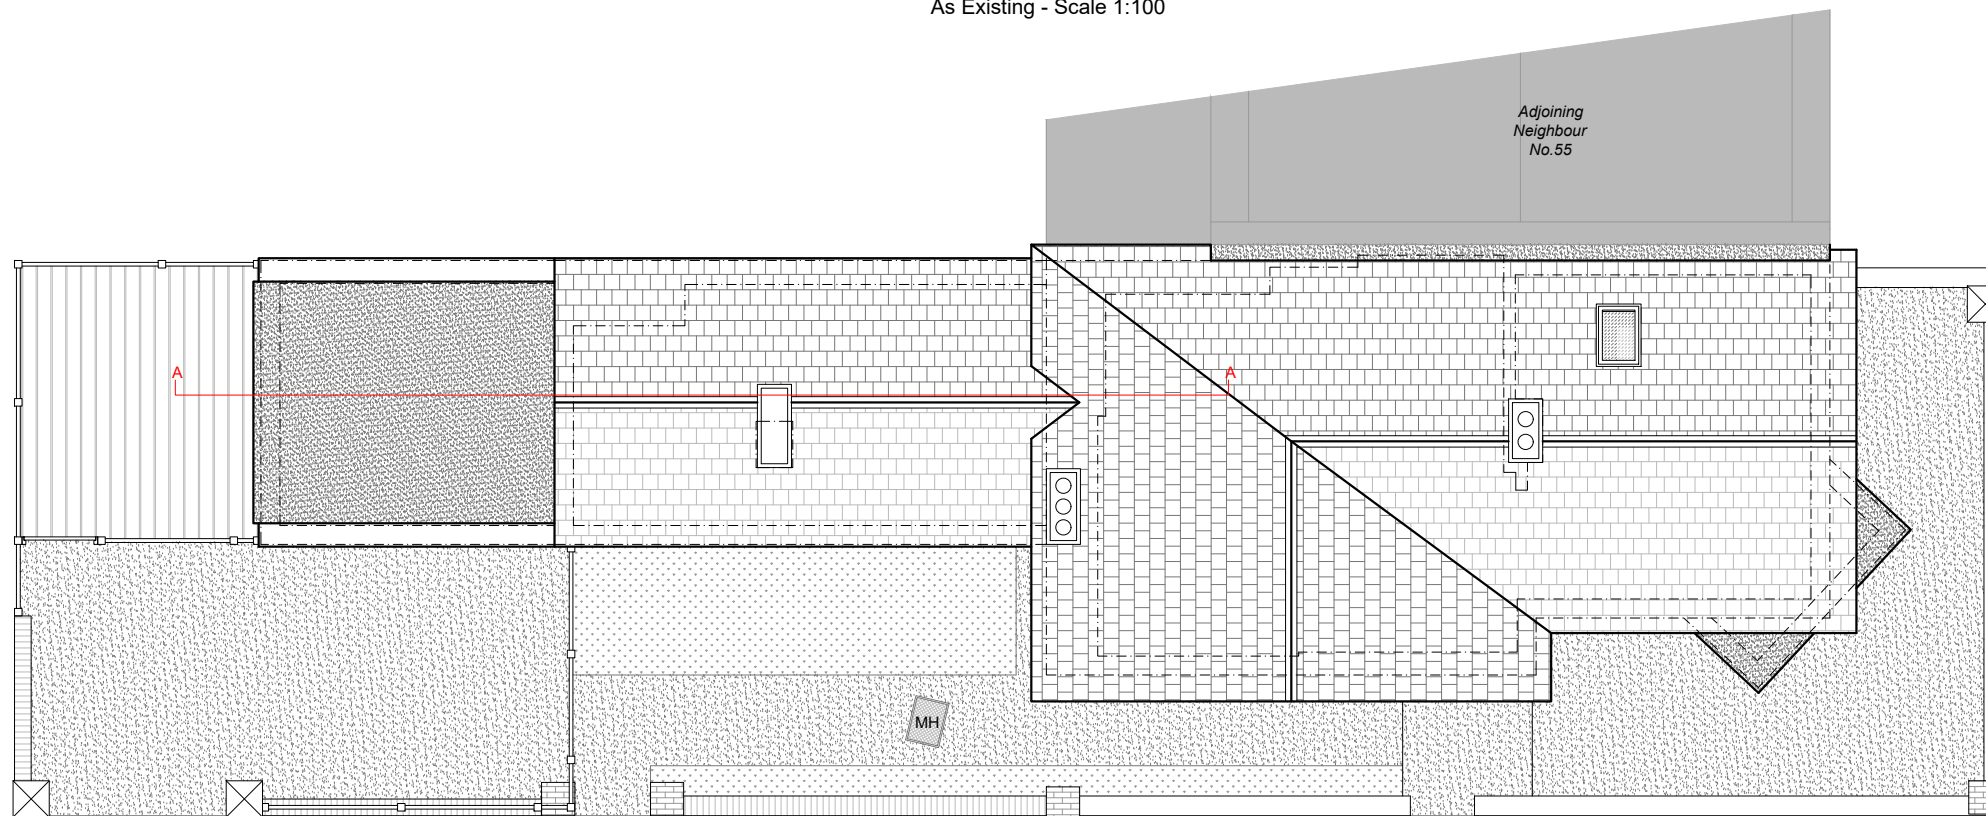 As Existing - Scale 1:100
Adjoining
Neighbour
No.55
A
A
MH